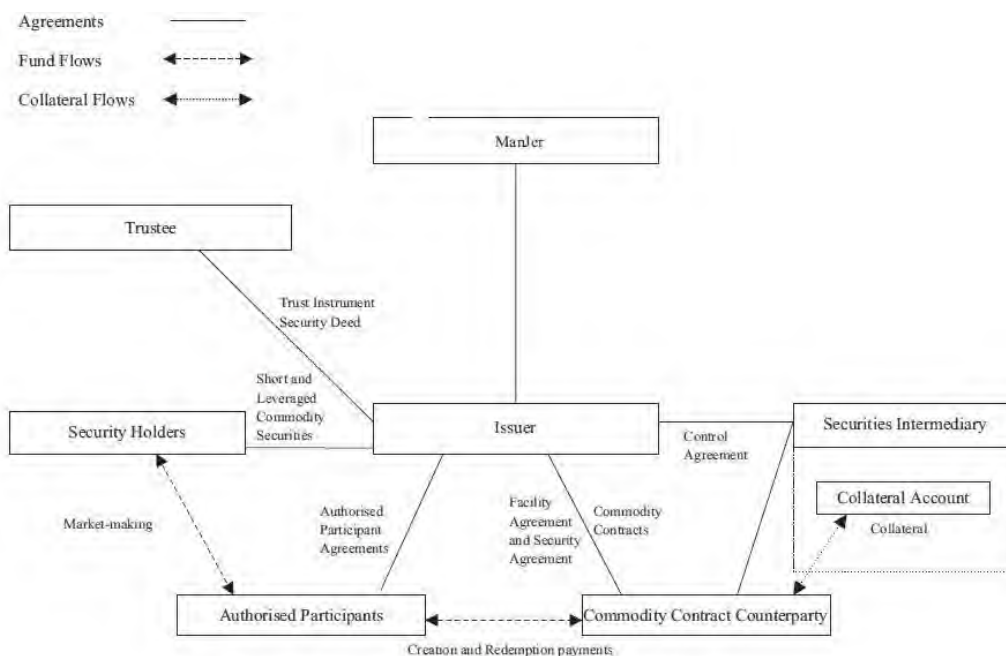 Agreements
Fund Flows
Collateral Flows
ManJer
Trustee
Trust Instrument
Security Deed
Short and
Leveraged
Commodity
Securities
Security Holders
Issuer
Securities Intermediary
Control
Agreement
Collateral Account
Collateral
Market-making
Authorised
Participant
Agreements
Facility
Agreement
and Security
Agreement
Commodity
Contracts
Authorised Participants
Commodity Contract Counterparty
Creation and Redemption payments